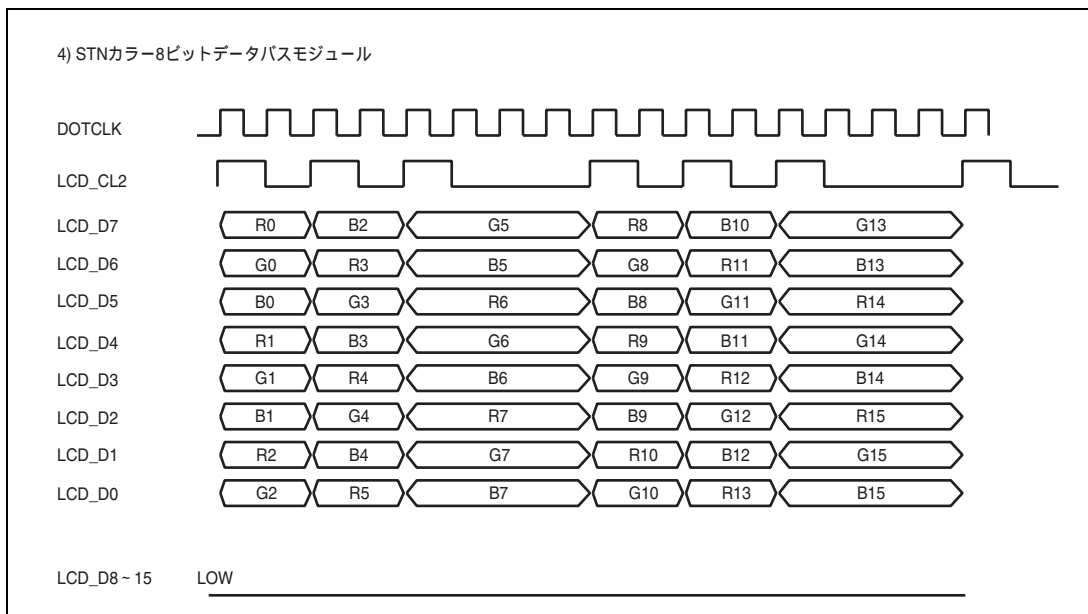 4) STNカラー8ビットデータバスモジュール
DOTCLK
LCD_CL2
LCD_D7 R0 B2 G5 R8 B10 G13
LCD_D6 G0 R3 B5 G8 R11 B13
LCD_D5 B0 G3 R6 B8 G11 R14
LCD_D4 R1 B3 G6 R9 B11 G14
LCD_D3 G1 R4 B6 G9 R12 B14
LCD_D2 B1 G4 R7 B9 G12 R15
LCD_D1 R2 B4 G7 R10 B12 G15
LCD_D0 G2 R5 B7 G10 R13 B15
LCD_D8~15 LOW